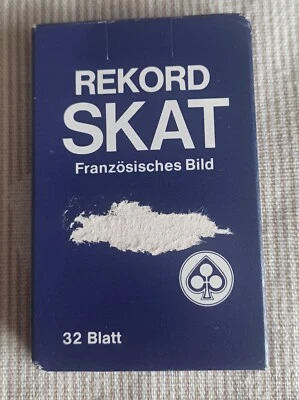 REKORD
SKAT
Französisches Bild
32 Blatt